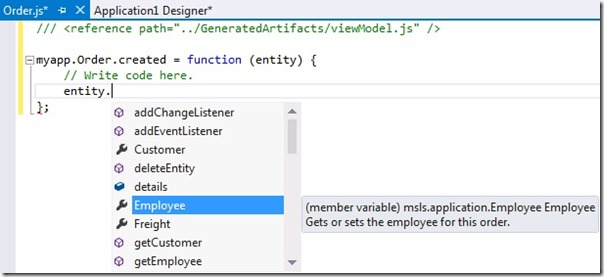 Order.js* Application1 Designer*
/// <reference path="../GeneratedArtifacts/viewModel.js" />
myapp.Order.created = function (entity) {
// Write code here.
entity.
};
addChangeListener
addEventListener
Customer
deleteEntity
details
Employee
Freight
getCustomer
getEmployee
(member variable) msls.application.Employee Employee
Gets or sets the employee for this order.